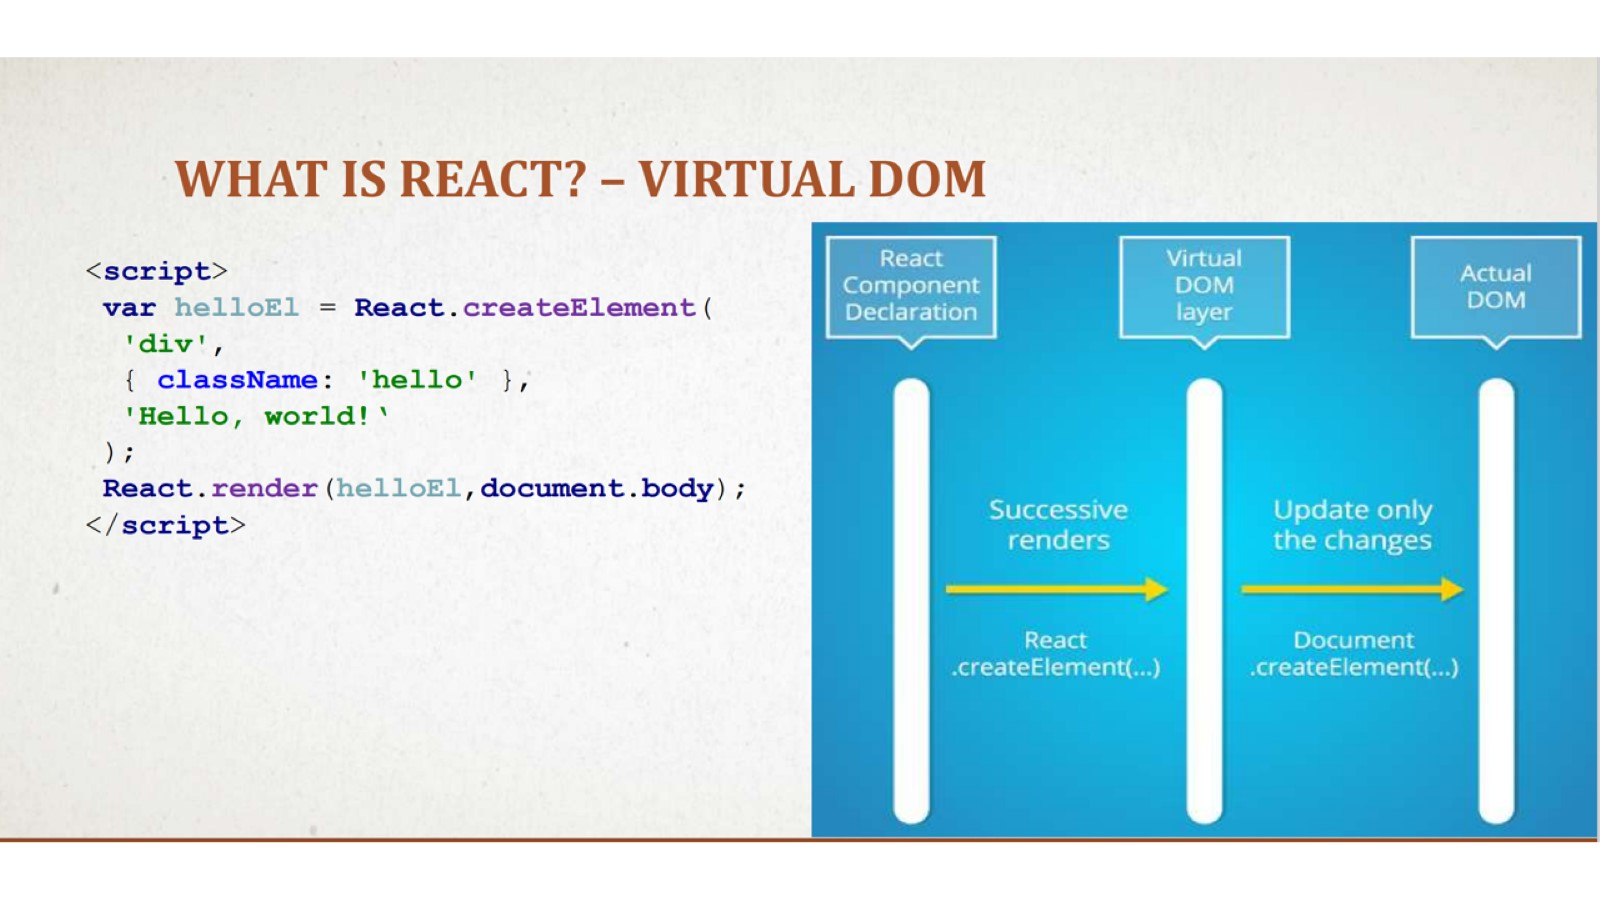 WHAT IS REACT? – VIRTUAL DOM
<script>
var helloEl = React.createElement(
'div',
{ className: 'hello' },
'Hello, world!‘
);
React.render(helloEl,document.body);
</script>
React
Component
Declaration
Virtual
DOM
layer
Actual
DOM
Successive
renders
React
.createElement(...)
Update only
the changes
Document
.createElement(...)